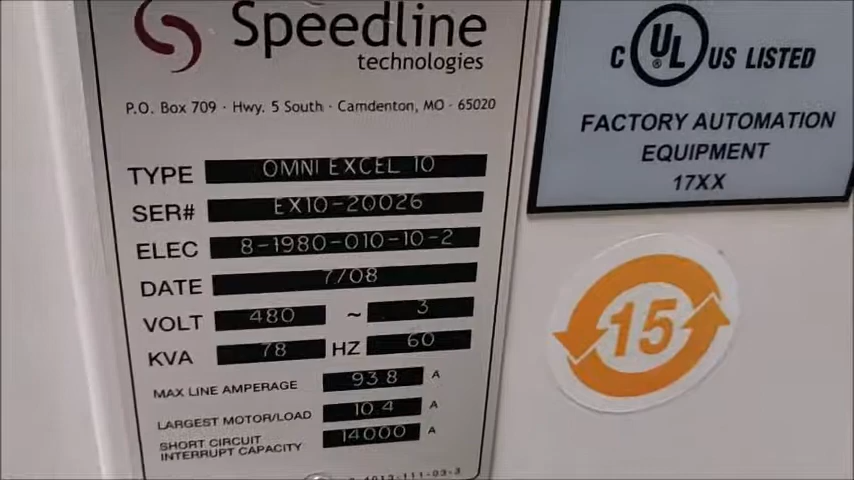 Speedline
technologies
P.O. Box 709 · Hwy. 5 South · Camdenton, MO · 65020
TYPE OMNI EXCEL 10
SER# EX10-20026
ELEC 8-1980-010-10-2
DATE 7/08
VOLT 480 ~ 3
KVA 78 HZ 60
MAX LINE AMPERAGE 93.8 A
LARGEST MOTOR/LOAD 10.4 A
SHORT CIRCUIT
INTERRUPT CAPACITY 14000 A
C UL ® US LISTED
FACTORY AUTOMATION
EQUIPMENT
17XX
15